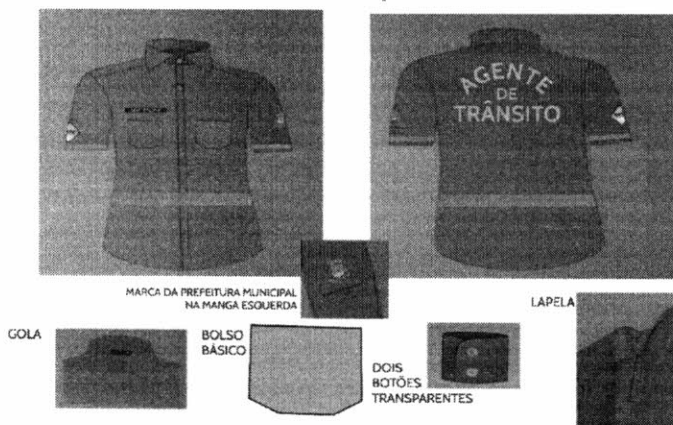 AGENTE
DE
TRÂNSITO
MARCA DA PREFEITURA MUNICIPAL
NA MANGA ESQUERDA
GOLA
BOLSO
BÁSICO
DOIS
BOTÕES
TRANSPARENTES
LAPELA